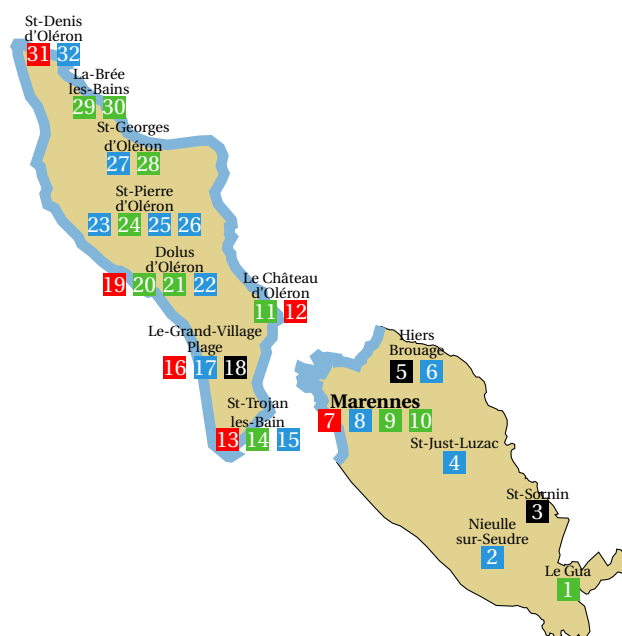 St-Denis
d'Oléron
31 32
La-Brée
les-Bains
29 30
St-Georges
d'Oléron
27 28
St-Pierre
d'Oléron
23 24 25 26
Dolus
d'Oléron
19 20 21 22
Le Château
d'Oléron
11 12
Le-Grand-Village
Plage
16 17 18
St-Trojan
les-Bain
13 14 15
Hiers
Brouage
5 6
Marennes
7 8 9 10
St-Just-Luzac
4
St-Sornin
3
Nieulle
sur-Seudre
2
Le Gua
1